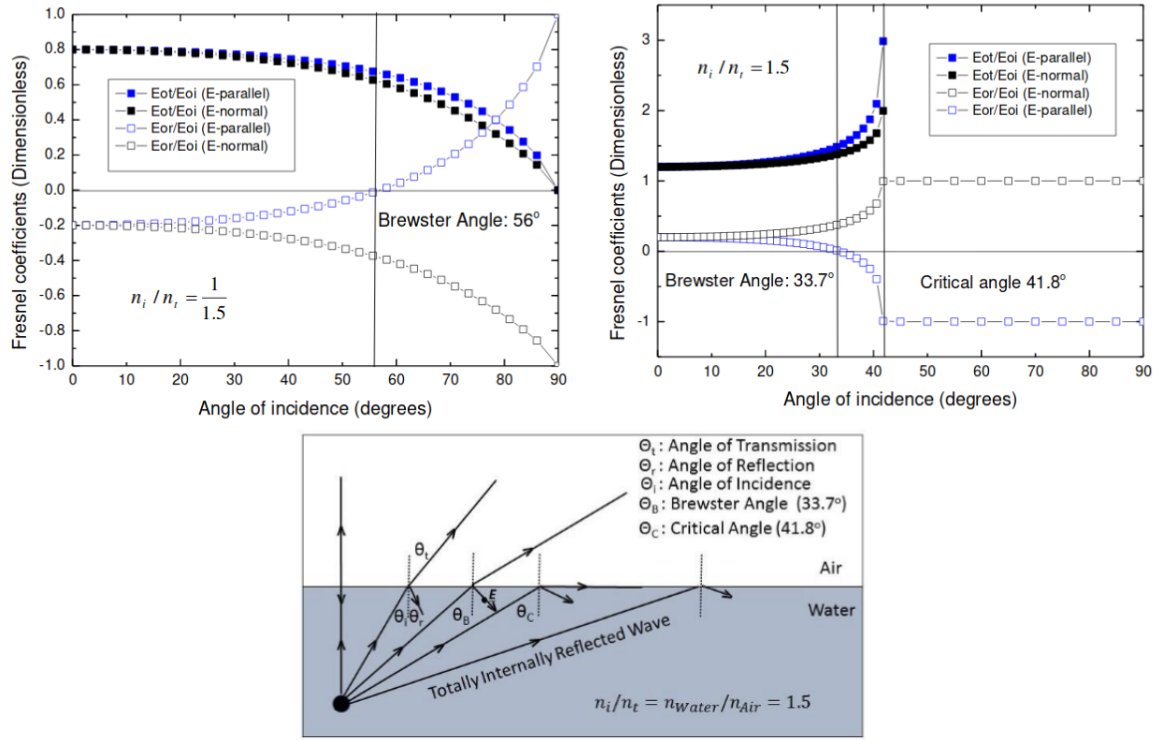 Fresnel coefficients (Dimensionless)
0.8
0.4
0.0
-0.2
-0.4
-0.6
-0.8
-1.0
Eot/Eoi (E-parallel)
Eot/Eoi (E-normal)
Eor/Eoi (E-parallel)
Eor/Eoi (E-normal)
Brewster Angle: 56°
n_i / n_t = 1/1.5
0 10 20 30 40 50 60 70 80 90
Angle of incidence (degrees)
Fresnel coefficients (Dimensionless)
3
2
1
0
-1
n_i / n_t = 1.5
Eot/Eoi (E-parallel)
Eot/Eoi (E-normal)
Eor/Eoi (E-normal)
Eor/Eoi (E-parallel)
Brewster Angle: 33.7°
Critical angle 41.8°
0 10 20 30 40 50 60 70 80 90
Angle of incidence (degrees)
Θt : Angle of Transmission
Θr : Angle of Reflection
Θi : Angle of Incidence
ΘB : Brewster Angle (33.7°)
ΘC : Critical Angle (41.8°)
θt
Air
Water
θi θr
θB
E
θC
Totally Internally Reflected Wave
n_i/n_t = n_Water/n_Air = 1.5